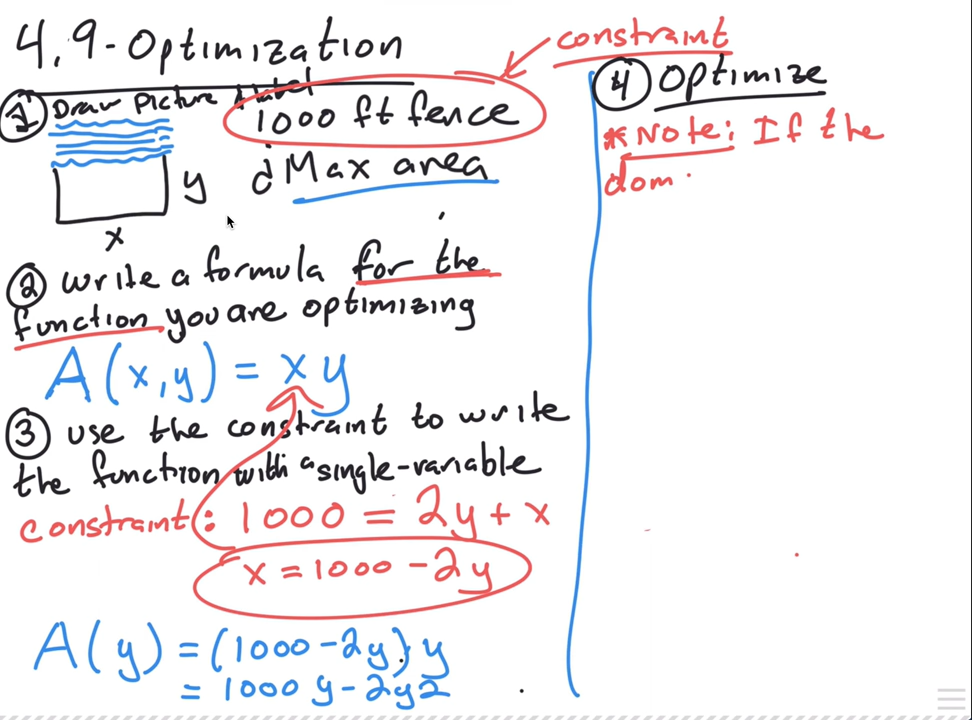 4.9 - Optimization
① Draw Picture & label
1000 ft fence
constraint
y
¿ Max area
x
② write a formula for the
function you are optimizing
A(x,y) = xy
③ use the constraint to write
the function with a single-variable
constraint: 1000 = 2y + x
x = 1000 - 2y
A(y) = (1000 - 2y) y
= 1000 y - 2y2
④ Optimize
* Note: If the
dom